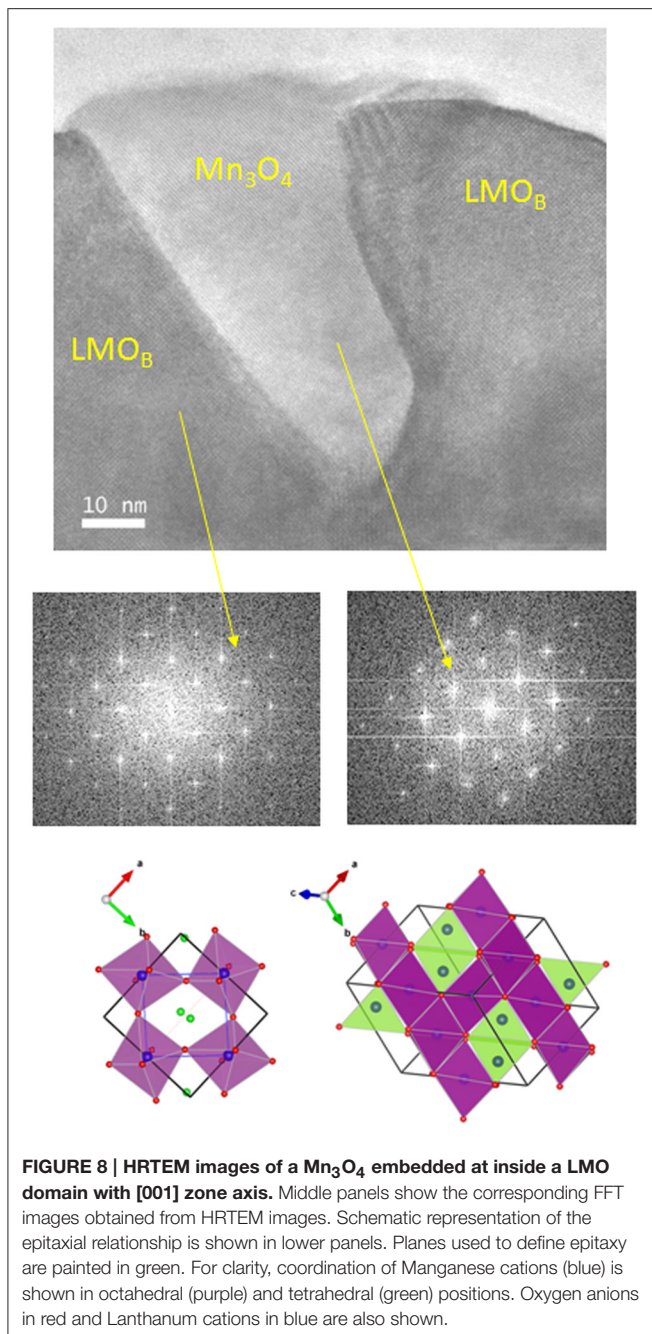 Mn₃O₄
LMO_B
LMO_B
10 nm
a
b
a
c
b
FIGURE 8 | HRTEM images of a Mn₃O₄ embedded at inside a LMO
domain with [001] zone axis. Middle panels show the corresponding FFT
images obtained from HRTEM images. Schematic representation of the
epitaxial relationship is shown in lower panels. Planes used to define epitaxy
are painted in green. For clarity, coordination of Manganese cations (blue) is
shown in octahedral (purple) and tetrahedral (green) positions. Oxygen anions
in red and Lanthanum cations in blue are also shown.